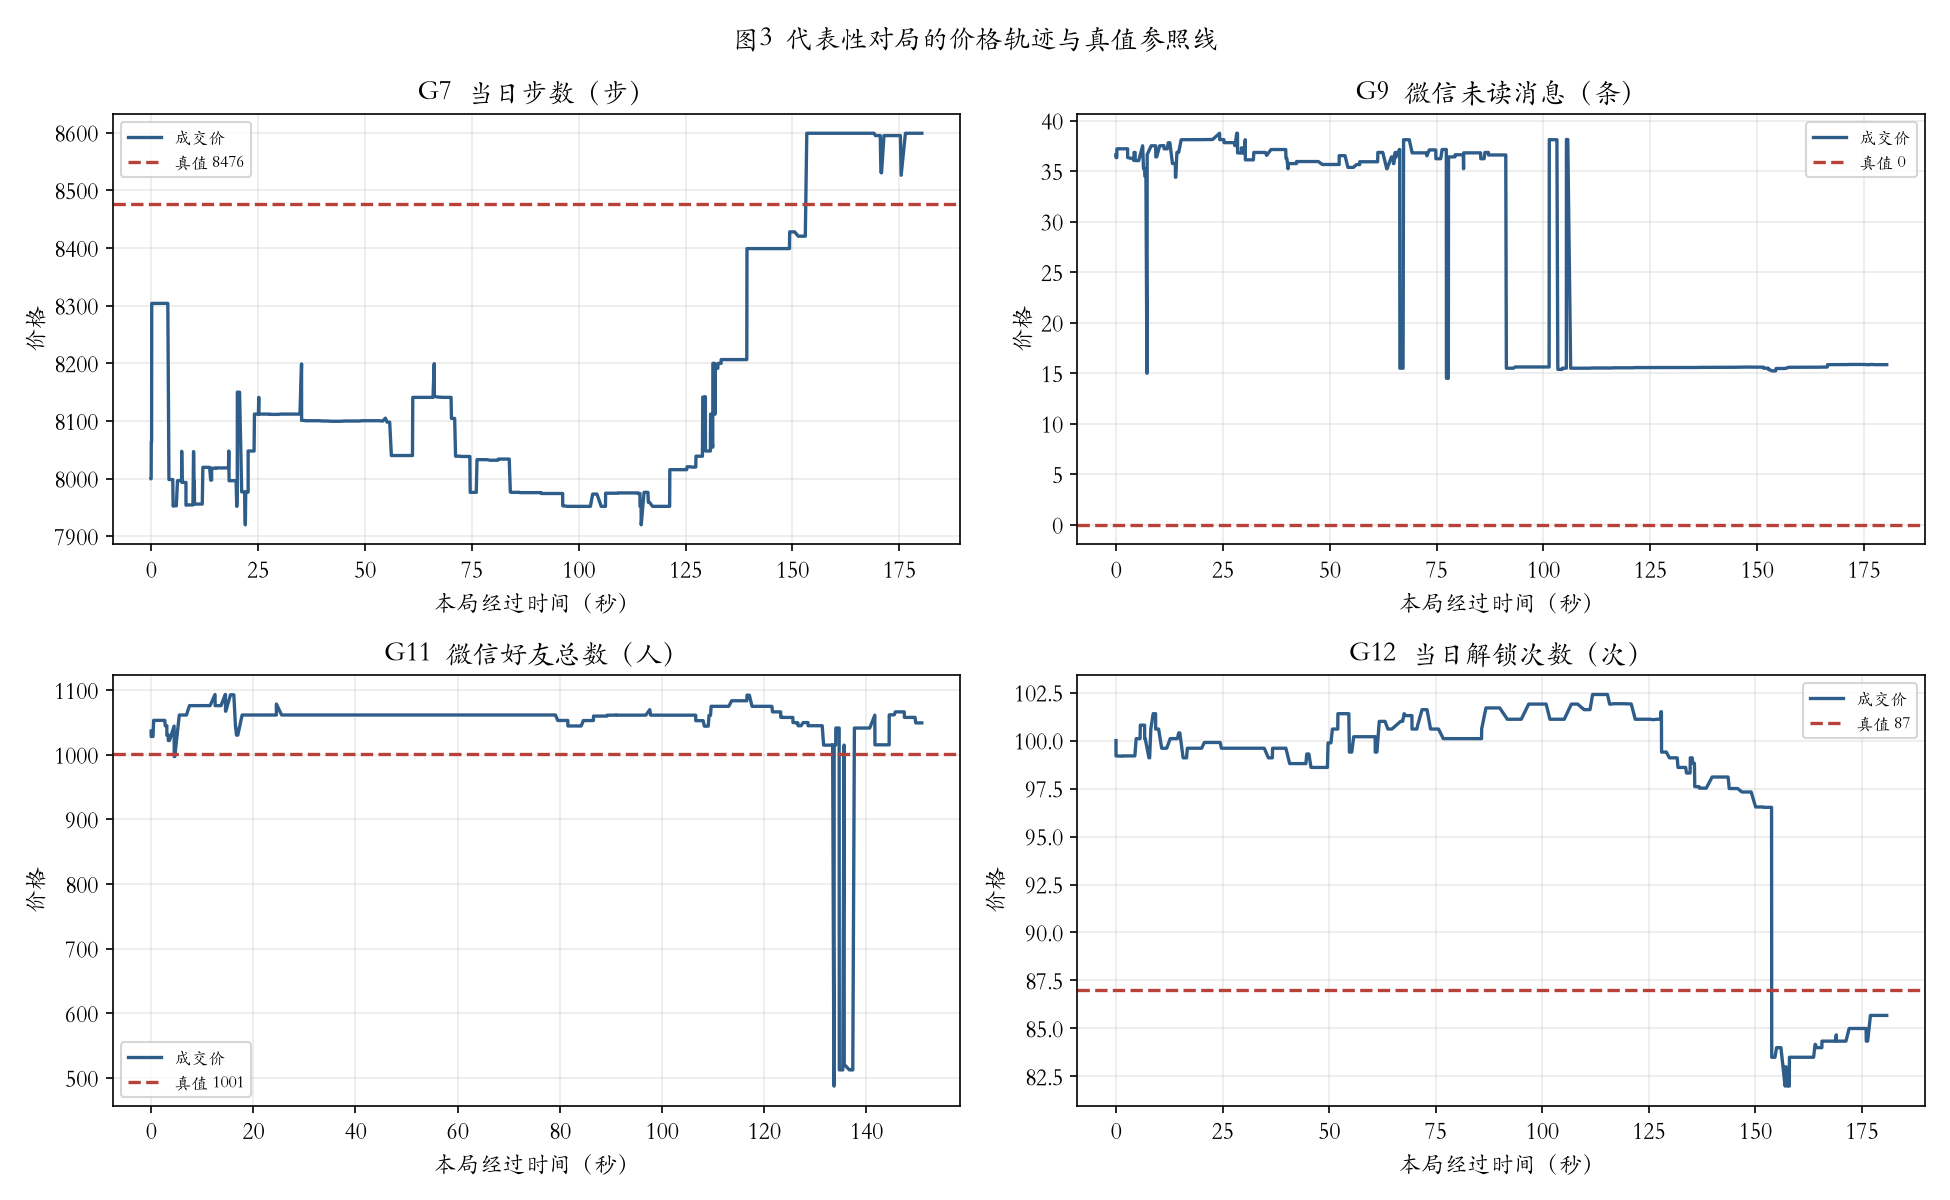 图3 代表性对局的价格轨迹与真值参照线
G7 当日步数（步）
8600
8500
8400
8300
8200
8100
8000
7900
价格
成交价
真值 8476
0 25 50 75 100 125 150 175
本局经过时间（秒）
G9 微信未读消息（条）
40
35
30
25
20
15
10
5
0
价格
成交价
真值 0
0 25 50 75 100 125 150 175
本局经过时间（秒）
G11 微信好友总数（人）
1100
1000
900
800
700
600
500
价格
成交价
真值 1001
0 20 40 60 80 100 120 140
本局经过时间（秒）
G12 当日解锁次数（次）
102.5
100.0
97.5
95.0
92.5
90.0
87.5
85.0
82.5
价格
成交价
真值 87
0 25 50 75 100 125 150 175
本局经过时间（秒）